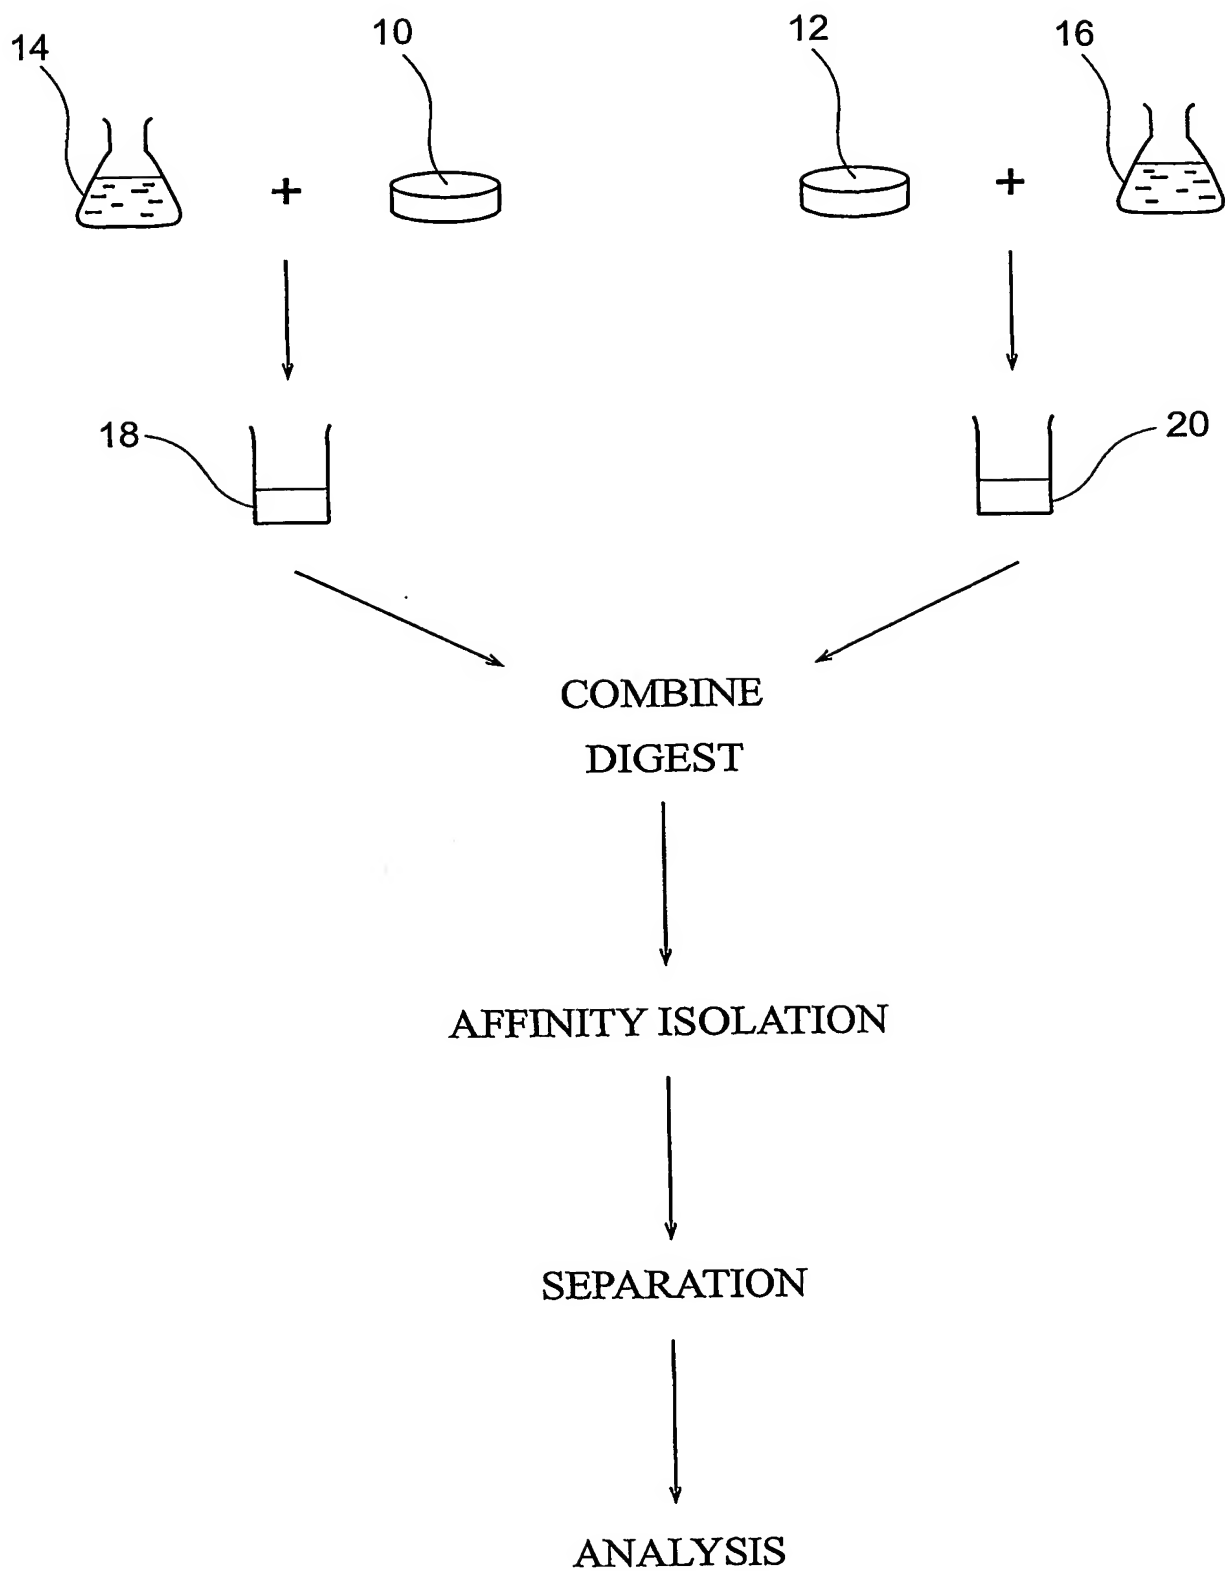 14
10
12
16
+
+
18
20
COMBINE
DIGEST
AFFINITY ISOLATION
SEPARATION
ANALYSIS